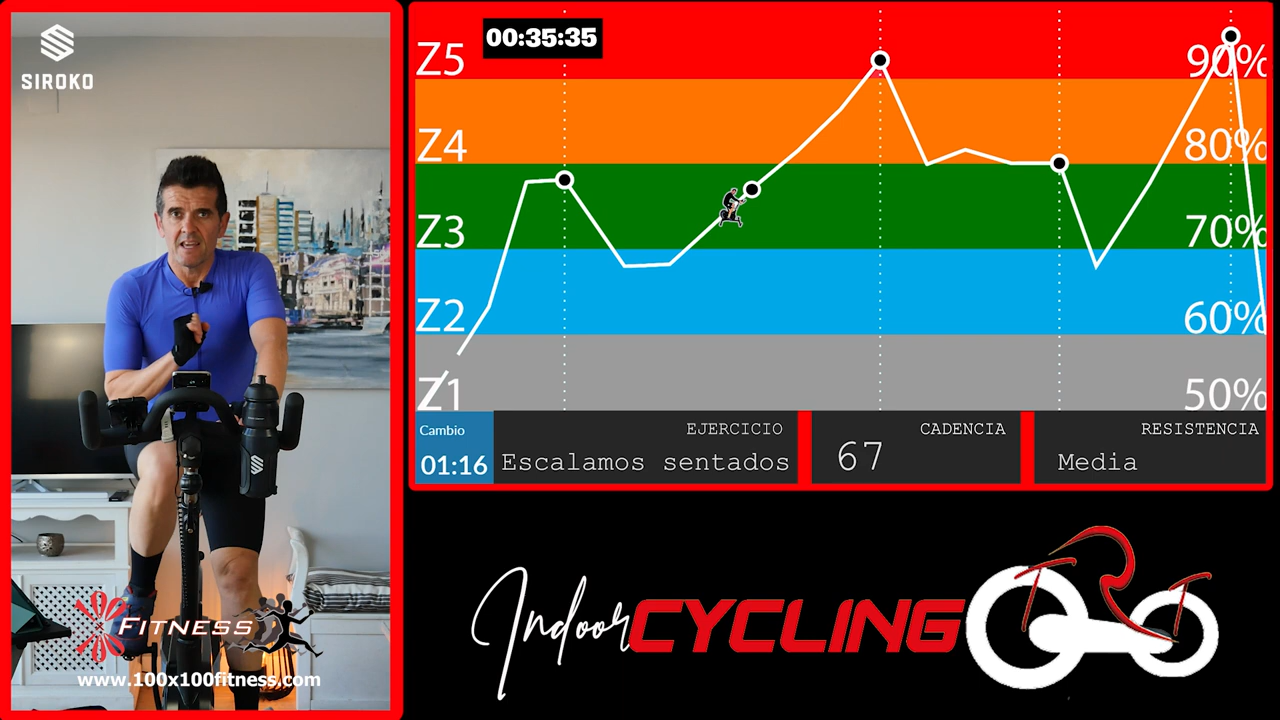 SIROKO
FITNESS
www.100x100fitness.com
00:35:35
Z5
90%
Z4
80%
Z3
70%
Z2
60%
Z1
50%
Cambio
01:16
EJERCICIO
Escalamos sentados
CADENCIA
67
RESISTENCIA
Media
Indoor CYCLING